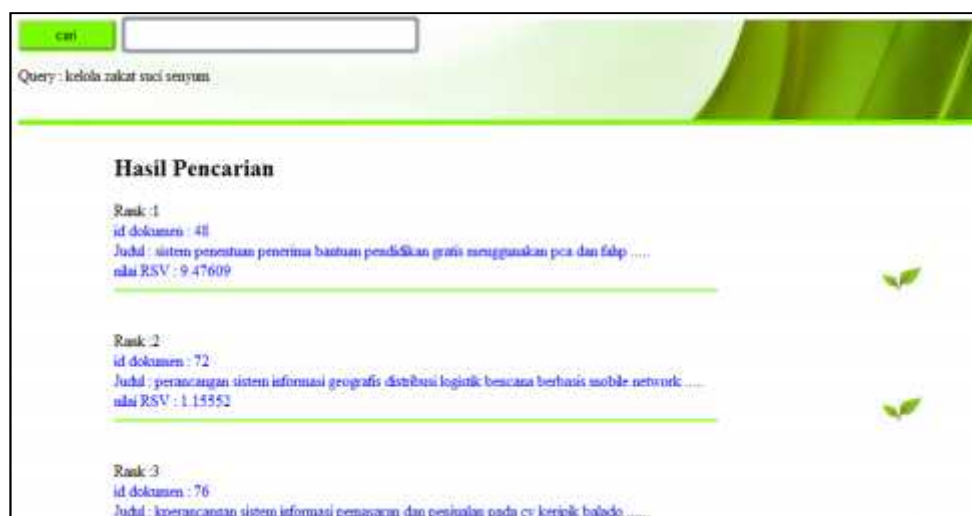 cari
Query : kelola zakat suci senyum
Hasil Pencarian
Rank :1
id dokumen : 48
Judul : sistem penentuan penerima bantuan pendidikan gratis menggunakan pca dan fahp .....
nilai RSV : 9.47609
Rank :2
id dokumen : 72
Judul : perancangan sistem informasi geografis distribusi logistik bencana berbasis mobile network .....
nilai RSV : 1.15552
Rank :3
id dokumen : 76
Judul : kperancangan sistem informasi pemasaran dan penjualan pada cv keripik balado ......